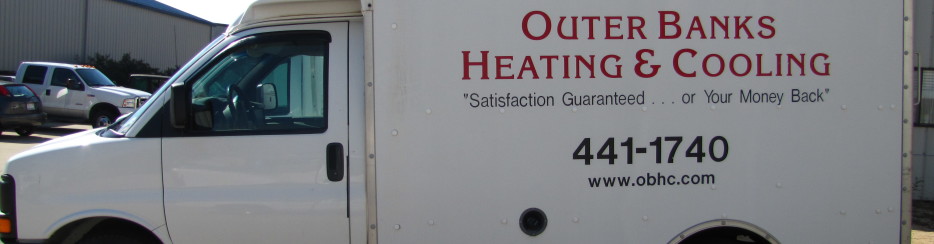 OUTER BANKS
HEATING & COOLING
"Satisfaction Guaranteed . . . or Your Money Back"
441-1740
www.obhc.com